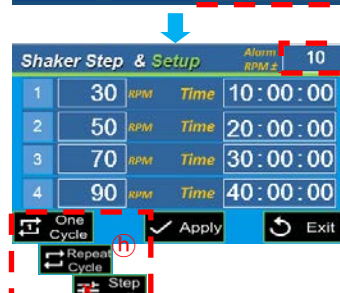 Shaker Step & Setup Alarm RPM± 10
1 30 RPM Time 10:00:00
2 50 RPM Time 20:00:00
3 70 RPM Time 30:00:00
4 90 RPM Time 40:00:00
One Cycle Apply Exit
Repeat Cycle ⓗ
Step